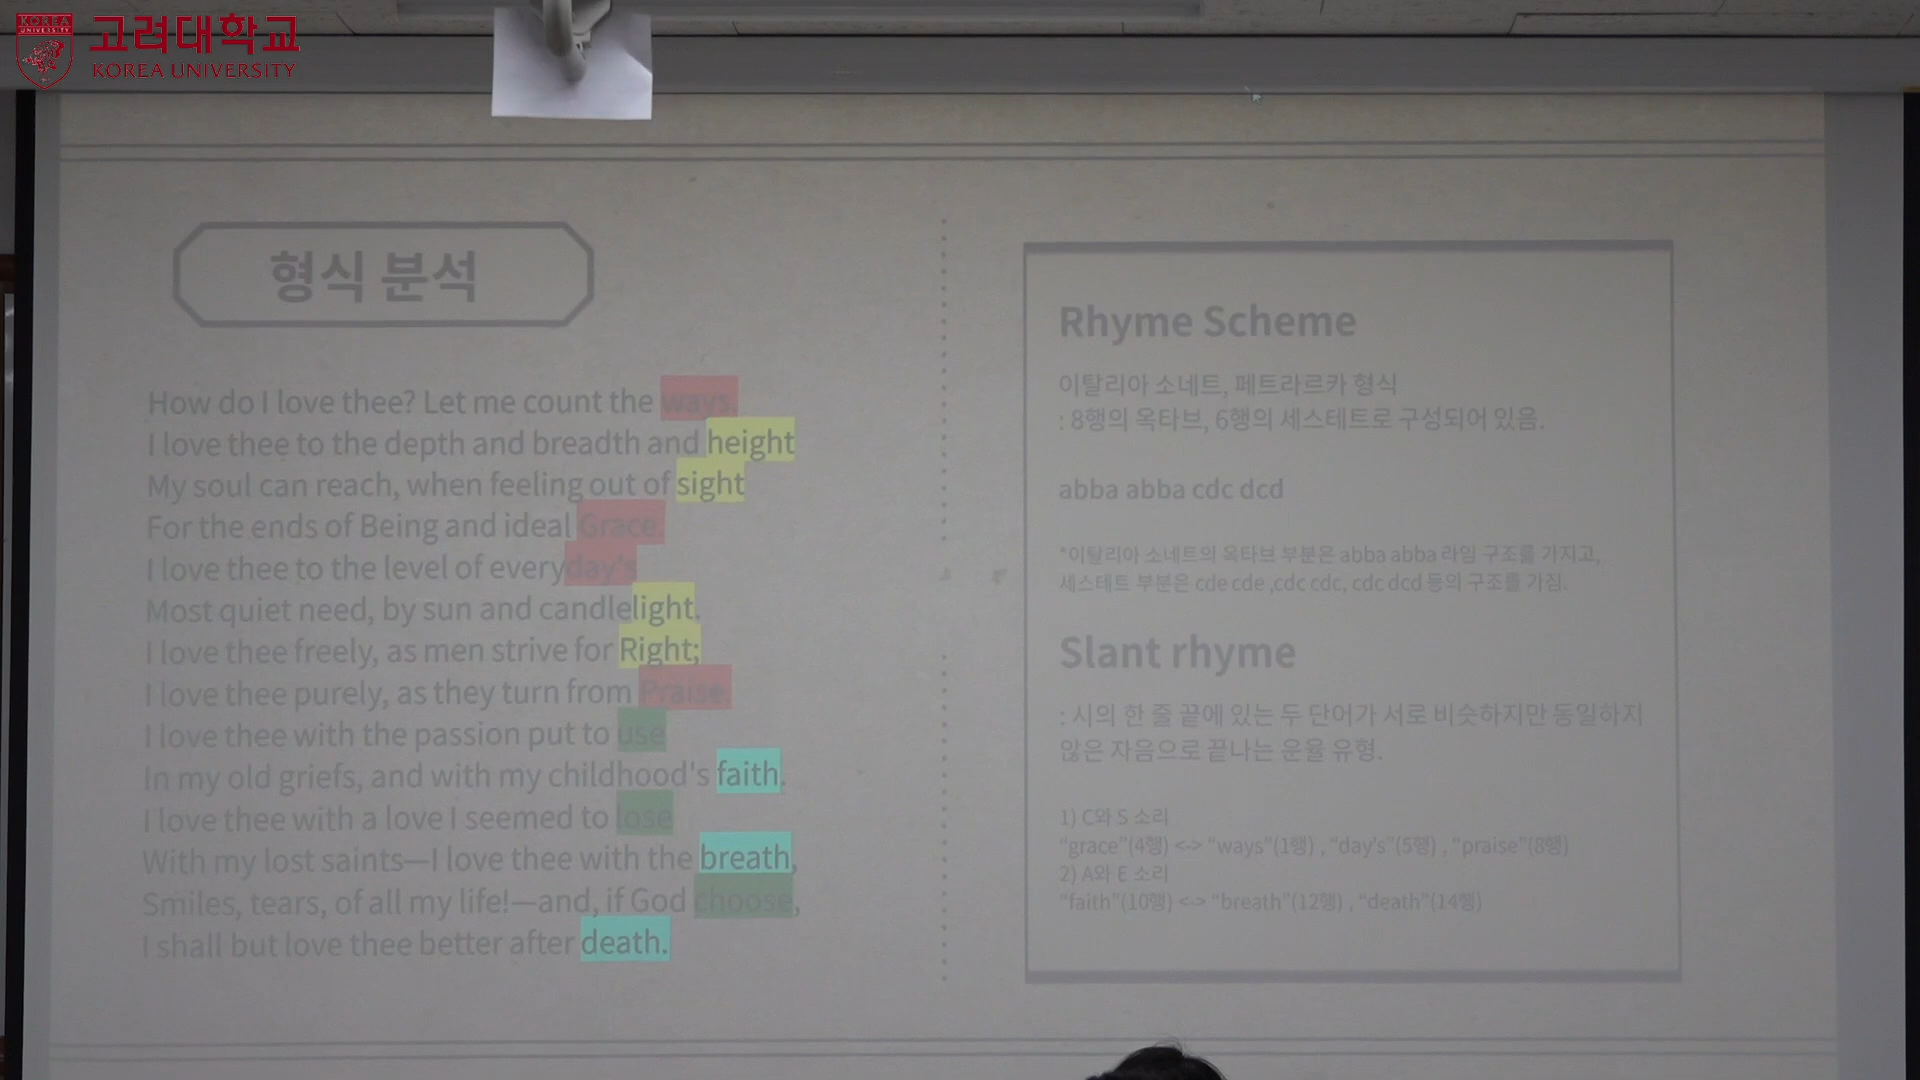 KOREA
UNIVERSITY
고려대학교
KOREA UNIVERSITY
형식 분석
How do I love thee? Let me count the ways.
I love thee to the depth and breadth and height
My soul can reach, when feeling out of sight
For the ends of Being and ideal Grace.
I love thee to the level of everyday's
Most quiet need, by sun and candlelight.
I love thee freely, as men strive for Right;
I love thee purely, as they turn from Praise.
I love thee with the passion put to use
In my old griefs, and with my childhood's faith.
I love thee with a love I seemed to lose
With my lost saints—I love thee with the breath,
Smiles, tears, of all my life!—and, if God choose,
I shall but love thee better after death.
Rhyme Scheme
이탈리아 소네트, 페트라르카 형식
: 8행의 옥타브, 6행의 세스테트로 구성되어 있음.
abba abba cdc dcd
*이탈리아 소네트의 옥타브 부분은 abba abba 라임 구조를 가지고,
세스테트 부분은 cde cde ,cdc cdc, cdc dcd 등의 구조를 가짐.
Slant rhyme
: 시의 한 줄 끝에 있는 두 단어가 서로 비슷하지만 동일하지
않은 자음으로 끝나는 운율 유형.
1) C와 S 소리
“grace”(4행) <-> “ways”(1행) , “day's”(5행) , “praise”(8행)
2) A와 E 소리
“faith”(10행) <-> “breath”(12행) , “death”(14행)